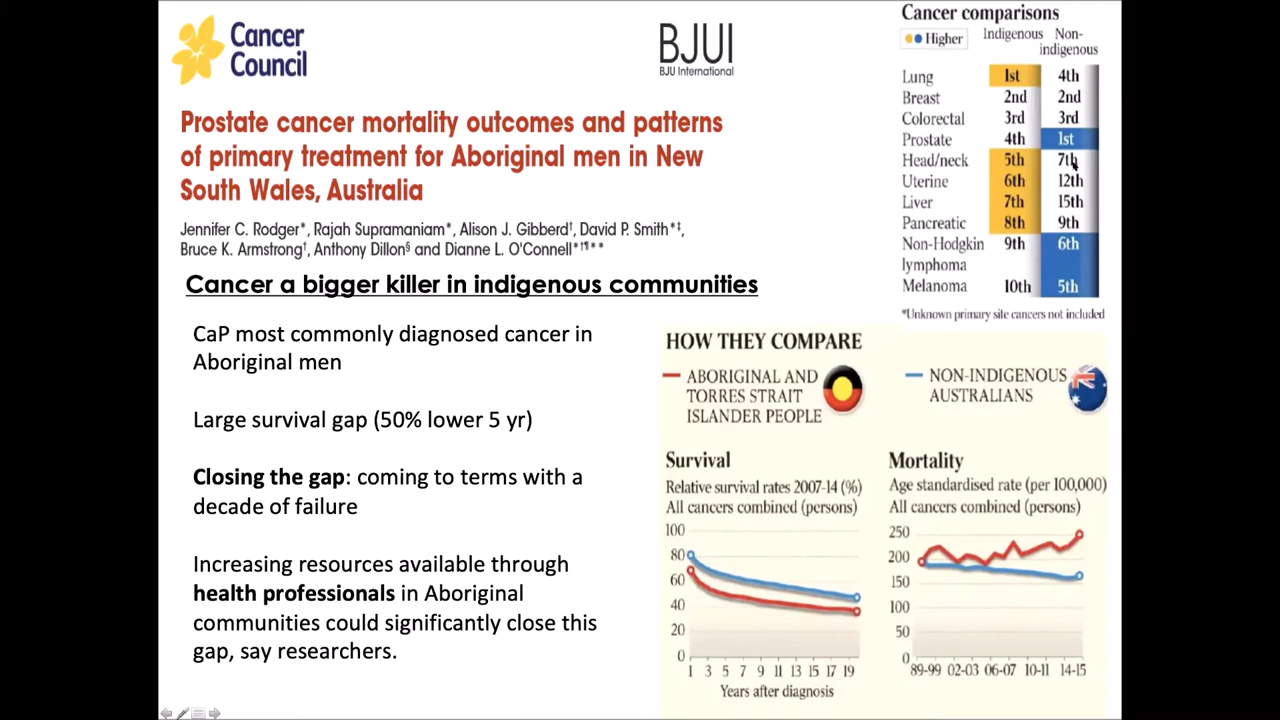 Cancer
Council
BJUI
BJU International
Prostate cancer mortality outcomes and patterns
of primary treatment for Aboriginal men in New
South Wales, Australia
Jennifer C. Rodger*, Rajah Supramaniam*, Alison J. Gibberd†, David P. Smith*‡,
Bruce K. Armstrong†, Anthony Dillon§ and Dianne L. O'Connell*†¶**
Cancer a bigger killer in indigenous communities
CaP most commonly diagnosed cancer in
Aboriginal men
Large survival gap (50% lower 5 yr)
Closing the gap: coming to terms with a
decade of failure
Increasing resources available through
health professionals in Aboriginal
communities could significantly close this
gap, say researchers.
Cancer comparisons
Higher Indigenous Non-
indigenous
Lung 1st 4th
Breast 2nd 2nd
Colorectal 3rd 3rd
Prostate 4th 1st
Head/neck 5th 7th
Uterine 6th 12th
Liver 7th 15th
Pancreatic 8th 9th
Non-Hodgkin 9th 6th
lymphoma
Melanoma 10th 5th
*Unknown primary site cancers not included
HOW THEY COMPARE
ABORIGINAL AND
TORRES STRAIT
ISLANDER PEOPLE
NON-INDIGENOUS
AUSTRALIANS
Survival
Relative survival rates 2007-14 (%)
All cancers combined (persons)
100
80
60
40
20
0
1 3 5 7 9 11 13 15 17 19
Years after diagnosis
Mortality
Age standardised rate (per 100,000)
All cancers combined (persons)
250
200
150
100
50
0
89-99 02-03 06-07 10-11 14-15